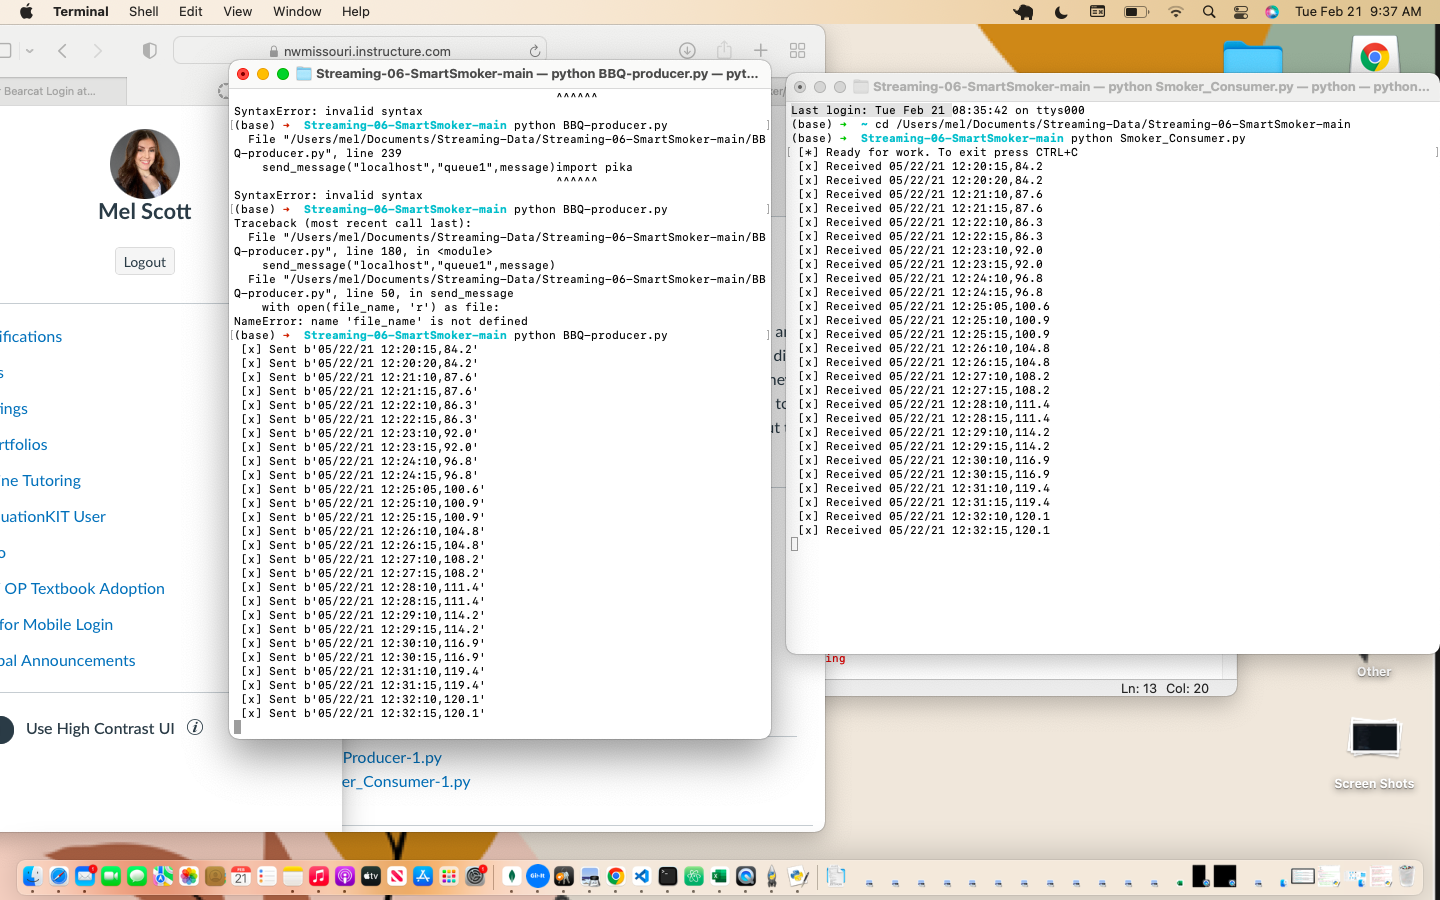 Terminal Shell Edit View Window Help
Tue Feb 21 9:37 AM
nwmissouri.instructure.com
Bearcat Login at...
Mel Scott
Logout
ifications
s
ings
rtfolios
ne Tutoring
uationKIT User
o
OP Textbook Adoption
for Mobile Login
bal Announcements
Use High Contrast UI
Streaming-06-SmartSmoker-main — python BBQ-producer.py — pyt...
^^^^^^
SyntaxError: invalid syntax
(base) ➜ Streaming-06-SmartSmoker-main python BBQ-producer.py
File "/Users/mel/Documents/Streaming-Data/Streaming-06-SmartSmoker-main/BB
Q-producer.py", line 239
send_message("localhost","queue1",message)import pika
^^^^^^
SyntaxError: invalid syntax
(base) ➜ Streaming-06-SmartSmoker-main python BBQ-producer.py
Traceback (most recent call last):
File "/Users/mel/Documents/Streaming-Data/Streaming-06-SmartSmoker-main/BB
Q-producer.py", line 180, in <module>
send_message("localhost","queue1",message)
File "/Users/mel/Documents/Streaming-Data/Streaming-06-SmartSmoker-main/BB
Q-producer.py", line 50, in send_message
with open(file_name, 'r') as file:
NameError: name 'file_name' is not defined
(base) ➜ Streaming-06-SmartSmoker-main python BBQ-producer.py
[x] Sent b'05/22/21 12:20:15,84.2'
[x] Sent b'05/22/21 12:20:20,84.2'
[x] Sent b'05/22/21 12:21:10,87.6'
[x] Sent b'05/22/21 12:21:15,87.6'
[x] Sent b'05/22/21 12:22:10,86.3'
[x] Sent b'05/22/21 12:22:15,86.3'
[x] Sent b'05/22/21 12:23:10,92.0'
[x] Sent b'05/22/21 12:23:15,92.0'
[x] Sent b'05/22/21 12:24:10,96.8'
[x] Sent b'05/22/21 12:24:15,96.8'
[x] Sent b'05/22/21 12:25:05,100.6'
[x] Sent b'05/22/21 12:25:10,100.9'
[x] Sent b'05/22/21 12:25:15,100.9'
[x] Sent b'05/22/21 12:26:10,104.8'
[x] Sent b'05/22/21 12:26:15,104.8'
[x] Sent b'05/22/21 12:27:10,108.2'
[x] Sent b'05/22/21 12:27:15,108.2'
[x] Sent b'05/22/21 12:28:10,111.4'
[x] Sent b'05/22/21 12:28:15,111.4'
[x] Sent b'05/22/21 12:29:10,114.2'
[x] Sent b'05/22/21 12:29:15,114.2'
[x] Sent b'05/22/21 12:30:10,116.9'
[x] Sent b'05/22/21 12:30:15,116.9'
[x] Sent b'05/22/21 12:31:10,119.4'
[x] Sent b'05/22/21 12:31:15,119.4'
[x] Sent b'05/22/21 12:32:10,120.1'
[x] Sent b'05/22/21 12:32:15,120.1'
Producer-1.py
er_Consumer-1.py
Streaming-06-SmartSmoker-main — python Smoker_Consumer.py — python — python...
Last login: Tue Feb 21 08:35:42 on ttys000
(base) ➜ ~ cd /Users/mel/Documents/Streaming-Data/Streaming-06-SmartSmoker-main
(base) ➜ Streaming-06-SmartSmoker-main python Smoker_Consumer.py
[*] Ready for work. To exit press CTRL+C
[x] Received 05/22/21 12:20:15,84.2
[x] Received 05/22/21 12:20:20,84.2
[x] Received 05/22/21 12:21:10,87.6
[x] Received 05/22/21 12:21:15,87.6
[x] Received 05/22/21 12:22:10,86.3
[x] Received 05/22/21 12:22:15,86.3
[x] Received 05/22/21 12:23:10,92.0
[x] Received 05/22/21 12:23:15,92.0
[x] Received 05/22/21 12:24:10,96.8
[x] Received 05/22/21 12:24:15,96.8
[x] Received 05/22/21 12:25:05,100.6
[x] Received 05/22/21 12:25:10,100.9
[x] Received 05/22/21 12:25:15,100.9
[x] Received 05/22/21 12:26:10,104.8
[x] Received 05/22/21 12:26:15,104.8
[x] Received 05/22/21 12:27:10,108.2
[x] Received 05/22/21 12:27:15,108.2
[x] Received 05/22/21 12:28:10,111.4
[x] Received 05/22/21 12:28:15,111.4
[x] Received 05/22/21 12:29:10,114.2
[x] Received 05/22/21 12:29:15,114.2
[x] Received 05/22/21 12:30:10,116.9
[x] Received 05/22/21 12:30:15,116.9
[x] Received 05/22/21 12:31:10,119.4
[x] Received 05/22/21 12:31:15,119.4
[x] Received 05/22/21 12:32:10,120.1
[x] Received 05/22/21 12:32:15,120.1
ing
Ln: 13 Col: 20
Other
Screen Shots
FEB
21
tv
Git-it